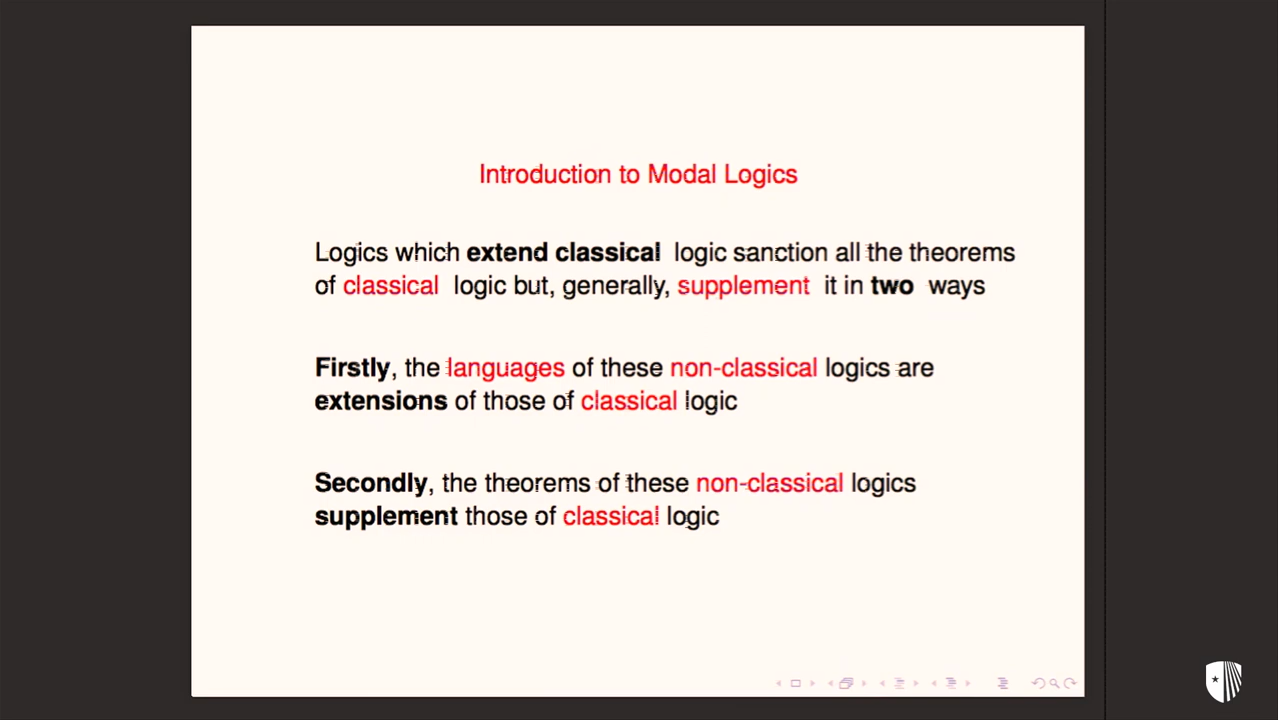 Introduction to Modal Logics
Logics which extend classical logic sanction all the theorems
of classical logic but, generally, supplement it in two ways
Firstly, the languages of these non-classical logics are
extensions of those of classical logic
Secondly, the theorems of these non-classical logics
supplement those of classical logic